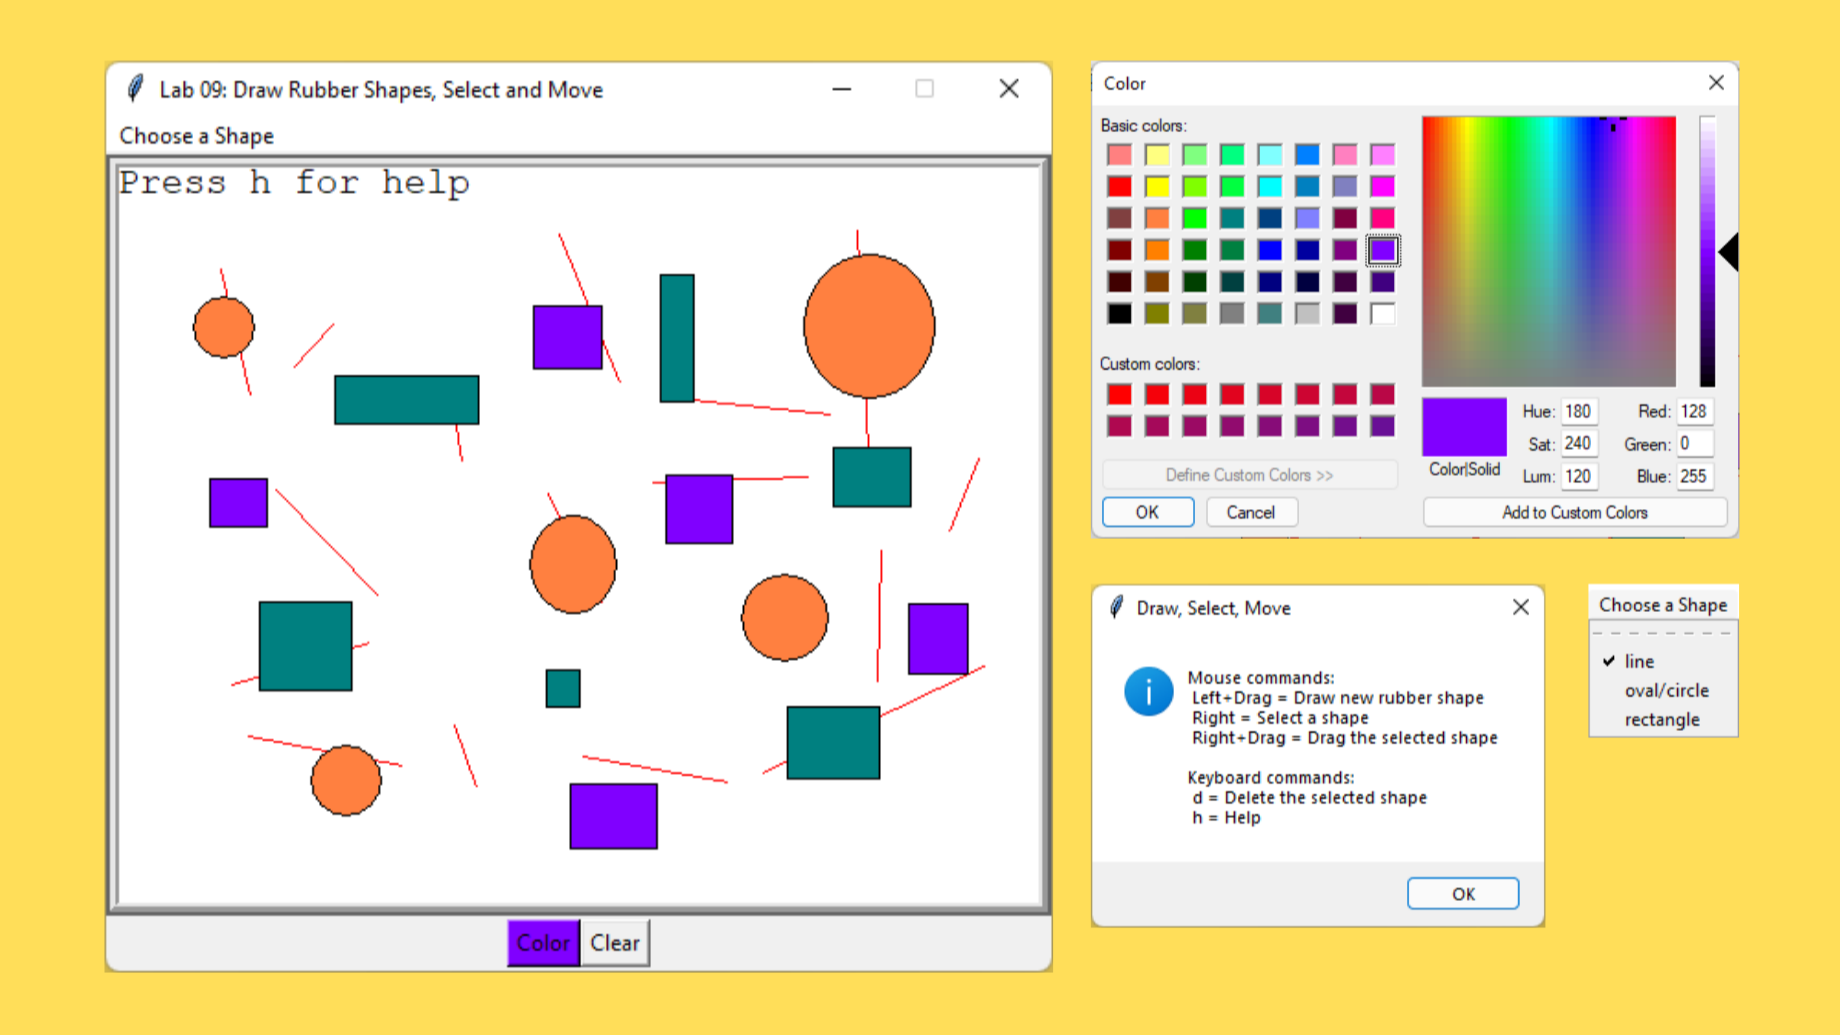 Lab 09: Draw Rubber Shapes, Select and Move
Choose a Shape
Press h for help
Color
Clear
Color
Basic colors:
Custom colors:
Define Custom Colors >>
OK
Cancel
Color|Solid
Hue: 180
Sat: 240
Lum: 120
Red: 128
Green: 0
Blue: 255
Add to Custom Colors
Draw, Select, Move
Mouse commands:
Left+Drag = Draw new rubber shape
Right = Select a shape
Right+Drag = Drag the selected shape
Keyboard commands:
d = Delete the selected shape
h = Help
OK
Choose a Shape
line
oval/circle
rectangle